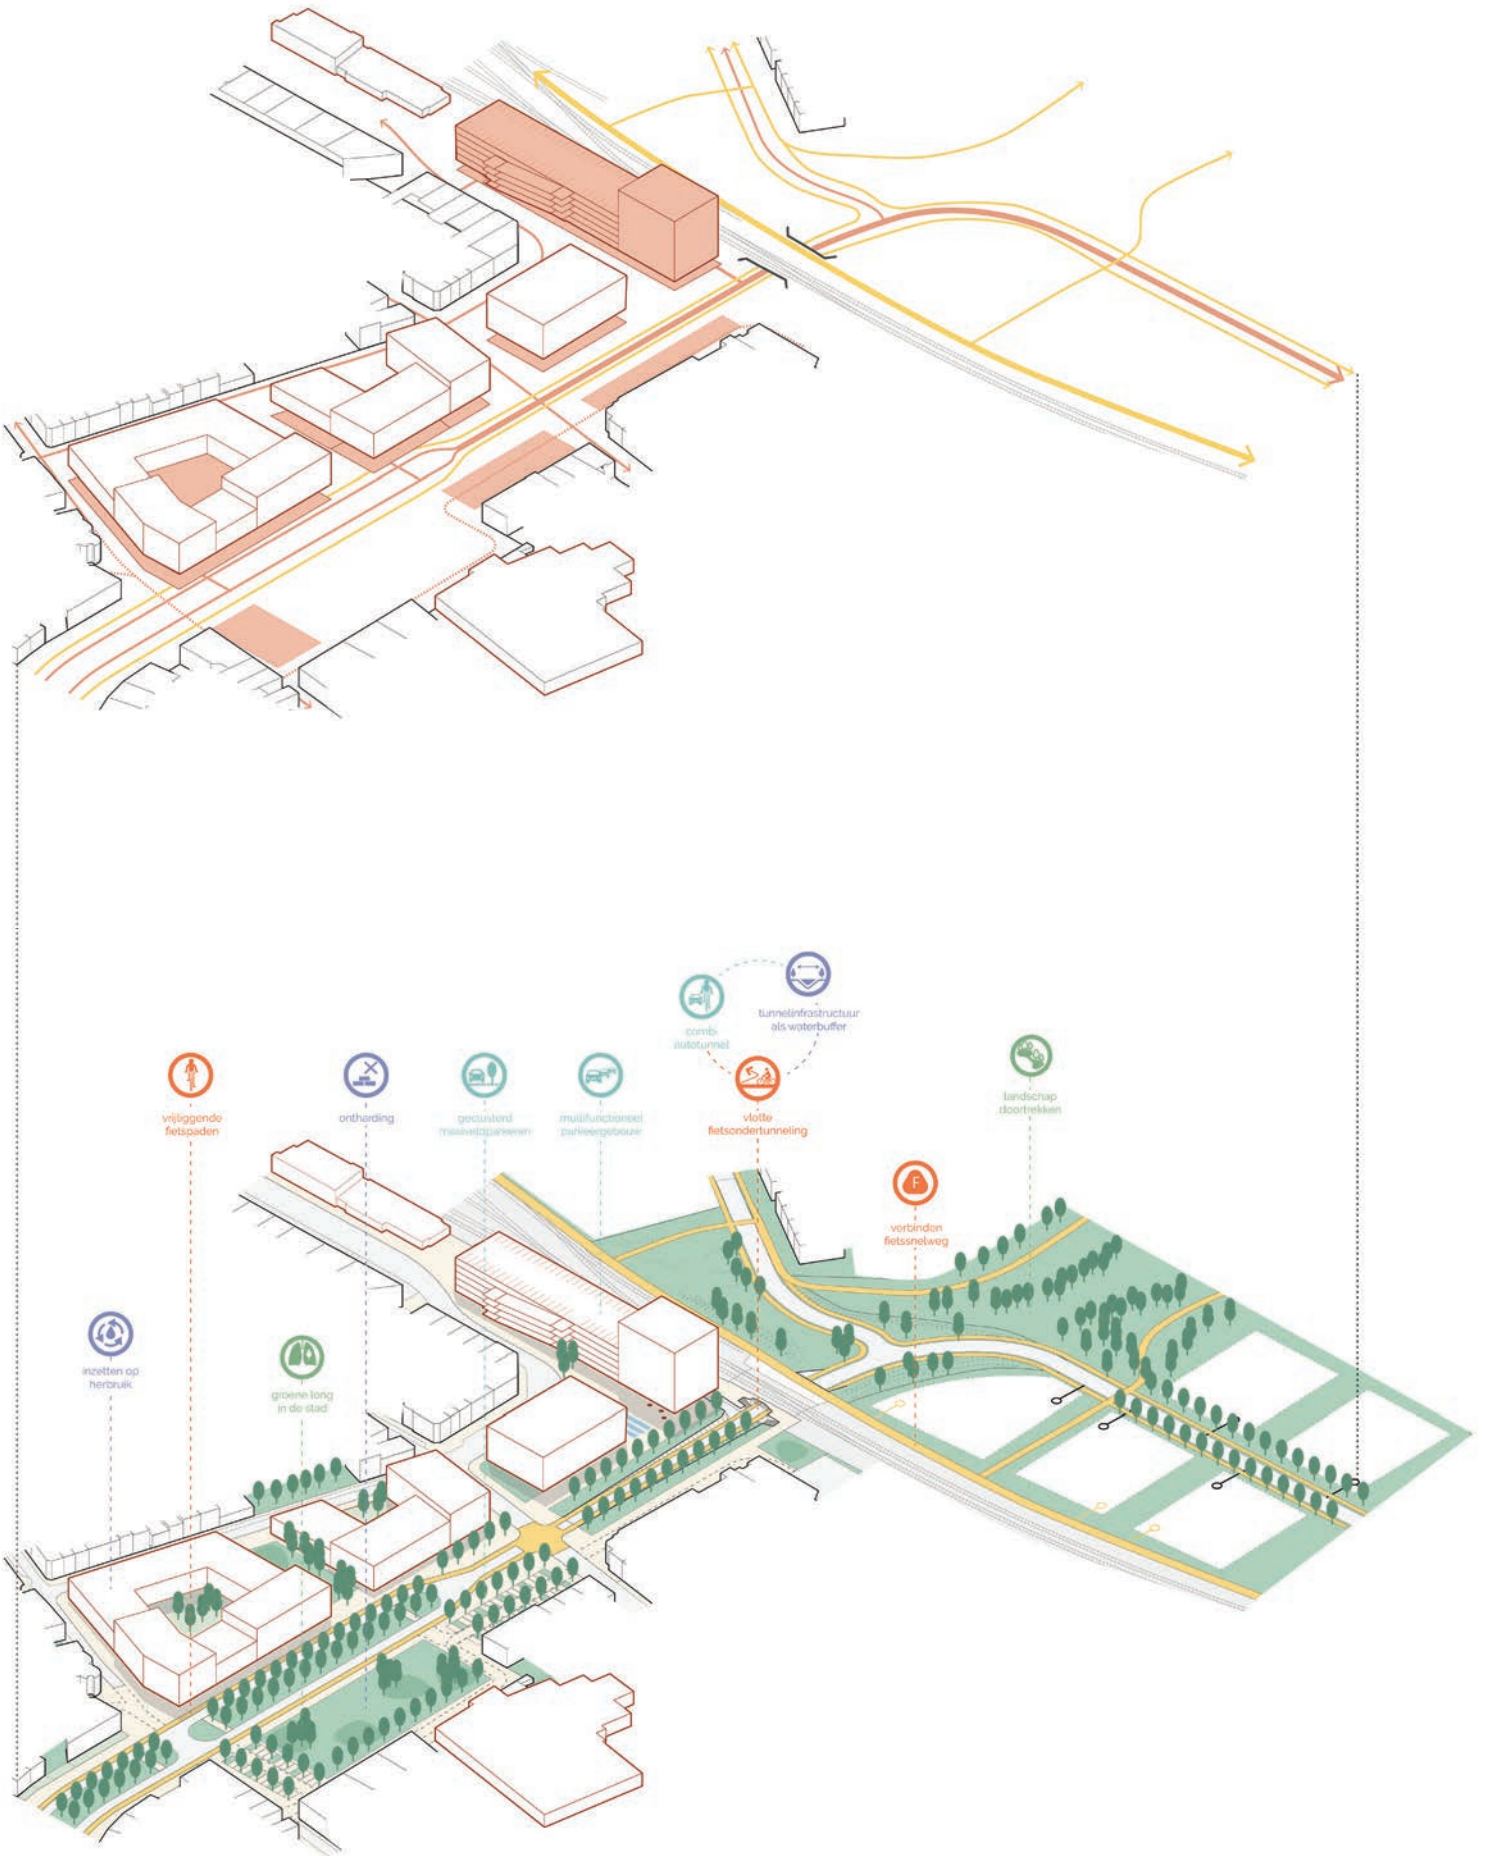 combi-
autotunnel
tunnelinfrastructuur
als waterbuffer
vrijliggende
fietspaden
ontharding
geclusterd
maaiveldparkeren
multifunctioneel
parkeergebouw
vlotte
fietsondertunneling
landschap
doortrekken
F
verbinden
fietssnelweg
inzetten op
herbruik
groene long
in de stad